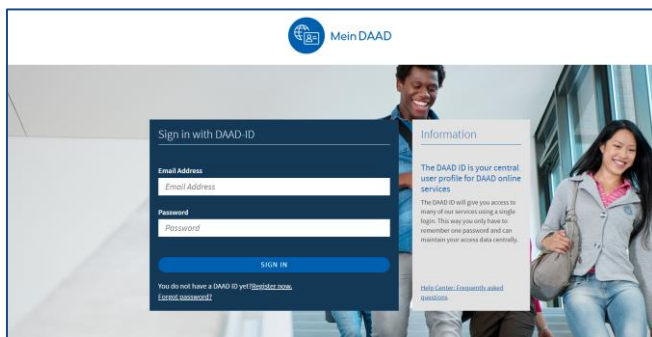 Mein DAAD
Sign in with DAAD-ID
Email Address
Email Address
Password
Password
SIGN IN
You do not have a DAAD ID yet?Register now.
Forgot password?
Information
The DAAD ID is your central
user profile for DAAD online
services
The DAAD ID will give you access to
many of our services using a single
login. This way you only have to
remember one password and can
maintain your access data centrally.
Help Center: Frequently asked
questions